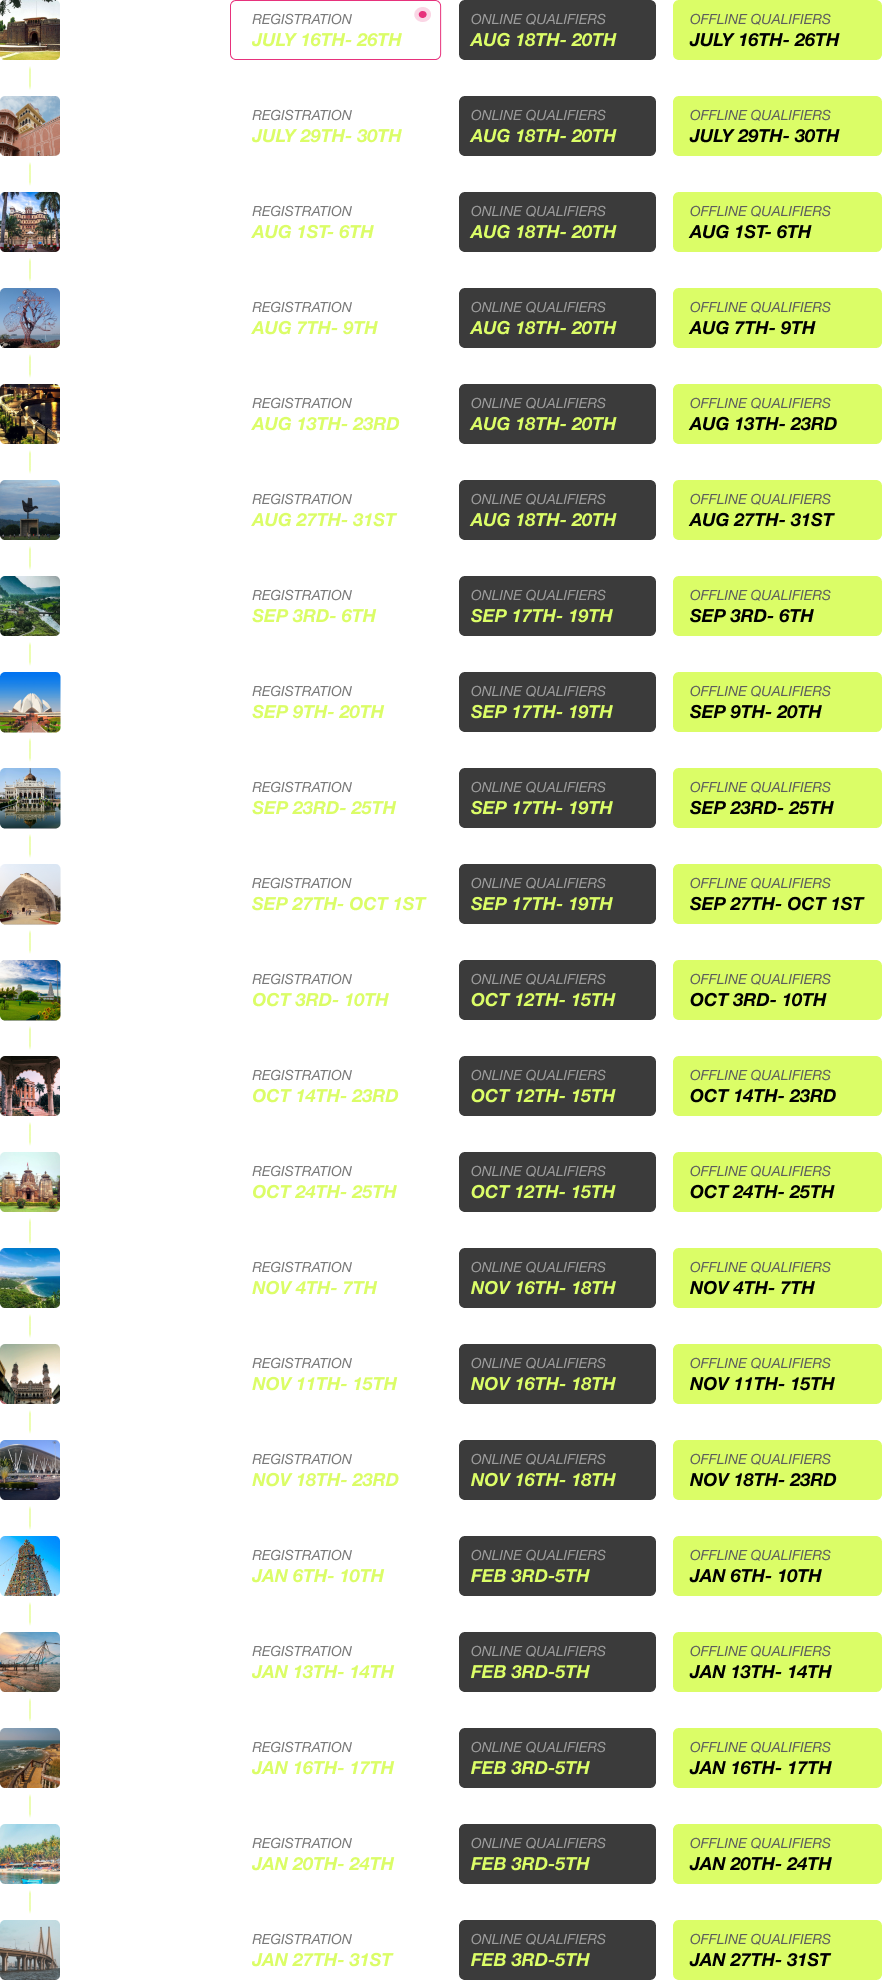 REGISTRATION
JULY 16TH- 26TH
ONLINE QUALIFIERS
AUG 18TH- 20TH
OFFLINE QUALIFIERS
JULY 16TH- 26TH
REGISTRATION
JULY 29TH- 30TH
ONLINE QUALIFIERS
AUG 18TH- 20TH
OFFLINE QUALIFIERS
JULY 29TH- 30TH
REGISTRATION
AUG 1ST- 6TH
ONLINE QUALIFIERS
AUG 18TH- 20TH
OFFLINE QUALIFIERS
AUG 1ST- 6TH
REGISTRATION
AUG 7TH- 9TH
ONLINE QUALIFIERS
AUG 18TH- 20TH
OFFLINE QUALIFIERS
AUG 7TH- 9TH
REGISTRATION
AUG 13TH- 23RD
ONLINE QUALIFIERS
AUG 18TH- 20TH
OFFLINE QUALIFIERS
AUG 13TH- 23RD
REGISTRATION
AUG 27TH- 31ST
ONLINE QUALIFIERS
AUG 18TH- 20TH
OFFLINE QUALIFIERS
AUG 27TH- 31ST
REGISTRATION
SEP 3RD- 6TH
ONLINE QUALIFIERS
SEP 17TH- 19TH
OFFLINE QUALIFIERS
SEP 3RD- 6TH
REGISTRATION
SEP 9TH- 20TH
ONLINE QUALIFIERS
SEP 17TH- 19TH
OFFLINE QUALIFIERS
SEP 9TH- 20TH
REGISTRATION
SEP 23RD- 25TH
ONLINE QUALIFIERS
SEP 17TH- 19TH
OFFLINE QUALIFIERS
SEP 23RD- 25TH
REGISTRATION
SEP 27TH- OCT 1ST
ONLINE QUALIFIERS
SEP 17TH- 19TH
OFFLINE QUALIFIERS
SEP 27TH- OCT 1ST
REGISTRATION
OCT 3RD- 10TH
ONLINE QUALIFIERS
OCT 12TH- 15TH
OFFLINE QUALIFIERS
OCT 3RD- 10TH
REGISTRATION
OCT 14TH- 23RD
ONLINE QUALIFIERS
OCT 12TH- 15TH
OFFLINE QUALIFIERS
OCT 14TH- 23RD
REGISTRATION
OCT 24TH- 25TH
ONLINE QUALIFIERS
OCT 12TH- 15TH
OFFLINE QUALIFIERS
OCT 24TH- 25TH
REGISTRATION
NOV 4TH- 7TH
ONLINE QUALIFIERS
NOV 16TH- 18TH
OFFLINE QUALIFIERS
NOV 4TH- 7TH
REGISTRATION
NOV 11TH- 15TH
ONLINE QUALIFIERS
NOV 16TH- 18TH
OFFLINE QUALIFIERS
NOV 11TH- 15TH
REGISTRATION
NOV 18TH- 23RD
ONLINE QUALIFIERS
NOV 16TH- 18TH
OFFLINE QUALIFIERS
NOV 18TH- 23RD
REGISTRATION
JAN 6TH- 10TH
ONLINE QUALIFIERS
FEB 3RD-5TH
OFFLINE QUALIFIERS
JAN 6TH- 10TH
REGISTRATION
JAN 13TH- 14TH
ONLINE QUALIFIERS
FEB 3RD-5TH
OFFLINE QUALIFIERS
JAN 13TH- 14TH
REGISTRATION
JAN 16TH- 17TH
ONLINE QUALIFIERS
FEB 3RD-5TH
OFFLINE QUALIFIERS
JAN 16TH- 17TH
REGISTRATION
JAN 20TH- 24TH
ONLINE QUALIFIERS
FEB 3RD-5TH
OFFLINE QUALIFIERS
JAN 20TH- 24TH
REGISTRATION
JAN 27TH- 31ST
ONLINE QUALIFIERS
FEB 3RD-5TH
OFFLINE QUALIFIERS
JAN 27TH- 31ST